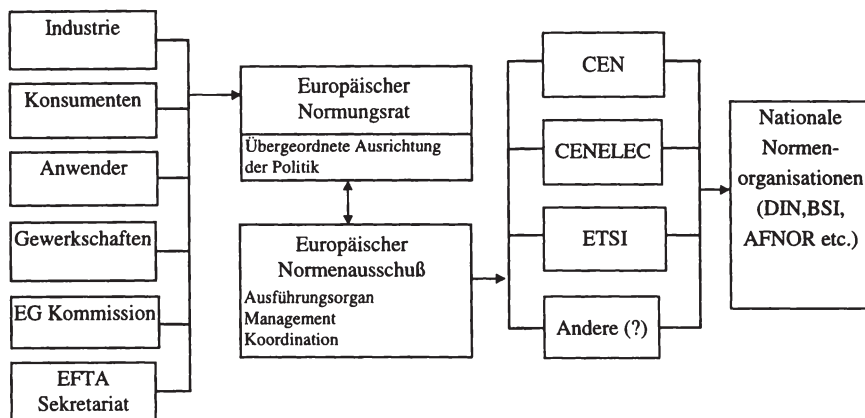 Industrie
Konsumenten
Anwender
Gewerkschaften
EG Kommission
EFTA
Sekretariat
Europäischer
Normungsrat
Übergeordnete Ausrichtung
der Politik
Europäischer
Normenausschuß
Ausführungsorgan
Management
Koordination
CEN
CENELEC
ETSI
Andere (?)
Nationale
Normen-
organisationen
(DIN,BSI,
AFNOR etc.)